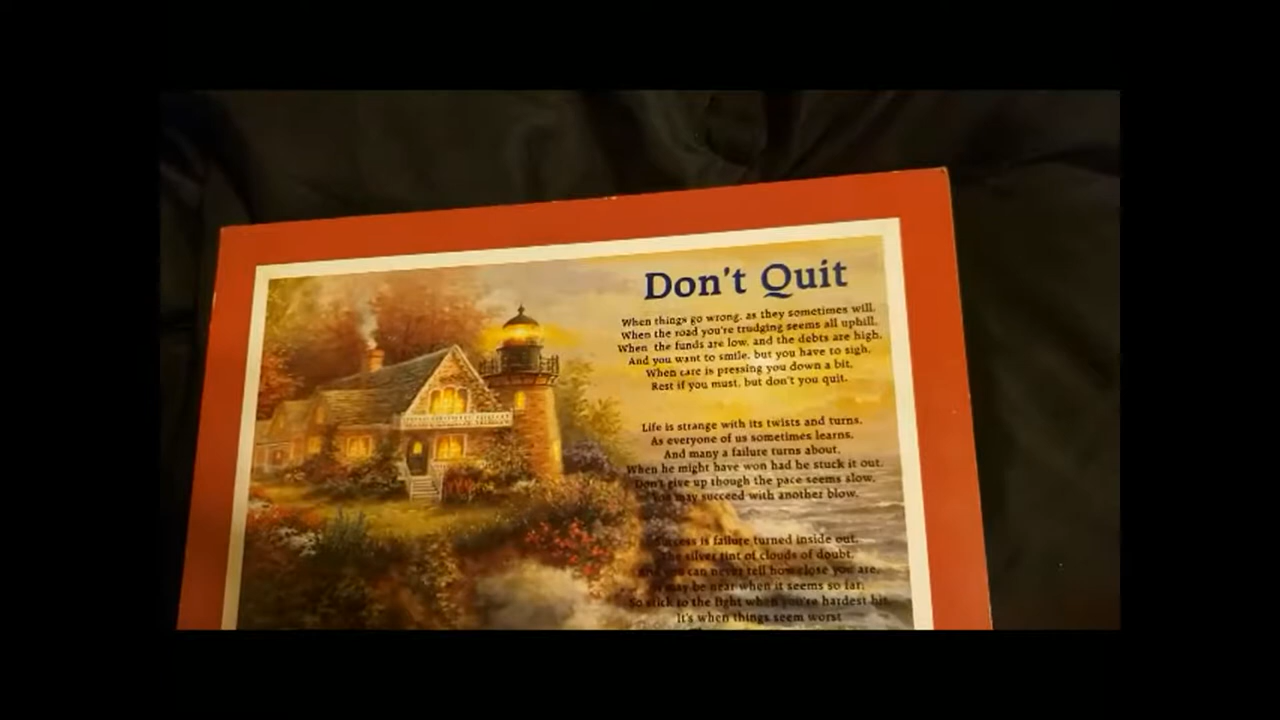 Don't Quit
When things go wrong, as they sometimes will,
When the road you're trudging seems all uphill,
When the funds are low, and the debts are high,
And you want to smile, but you have to sigh,
When care is pressing you down a bit,
Rest if you must, but don't you quit.
Life is strange with its twists and turns,
As everyone of us sometimes learns,
And many a failure turns about,
When he might have won had he stuck it out.
Don't give up though the pace seems slow,
You may succeed with another blow.
Success is failure turned inside out,
The silver tint of clouds of doubt,
And you can never tell how close you are,
It may be near when it seems so far;
So stick to the fight when you're hardest hit,
It's when things seem worst